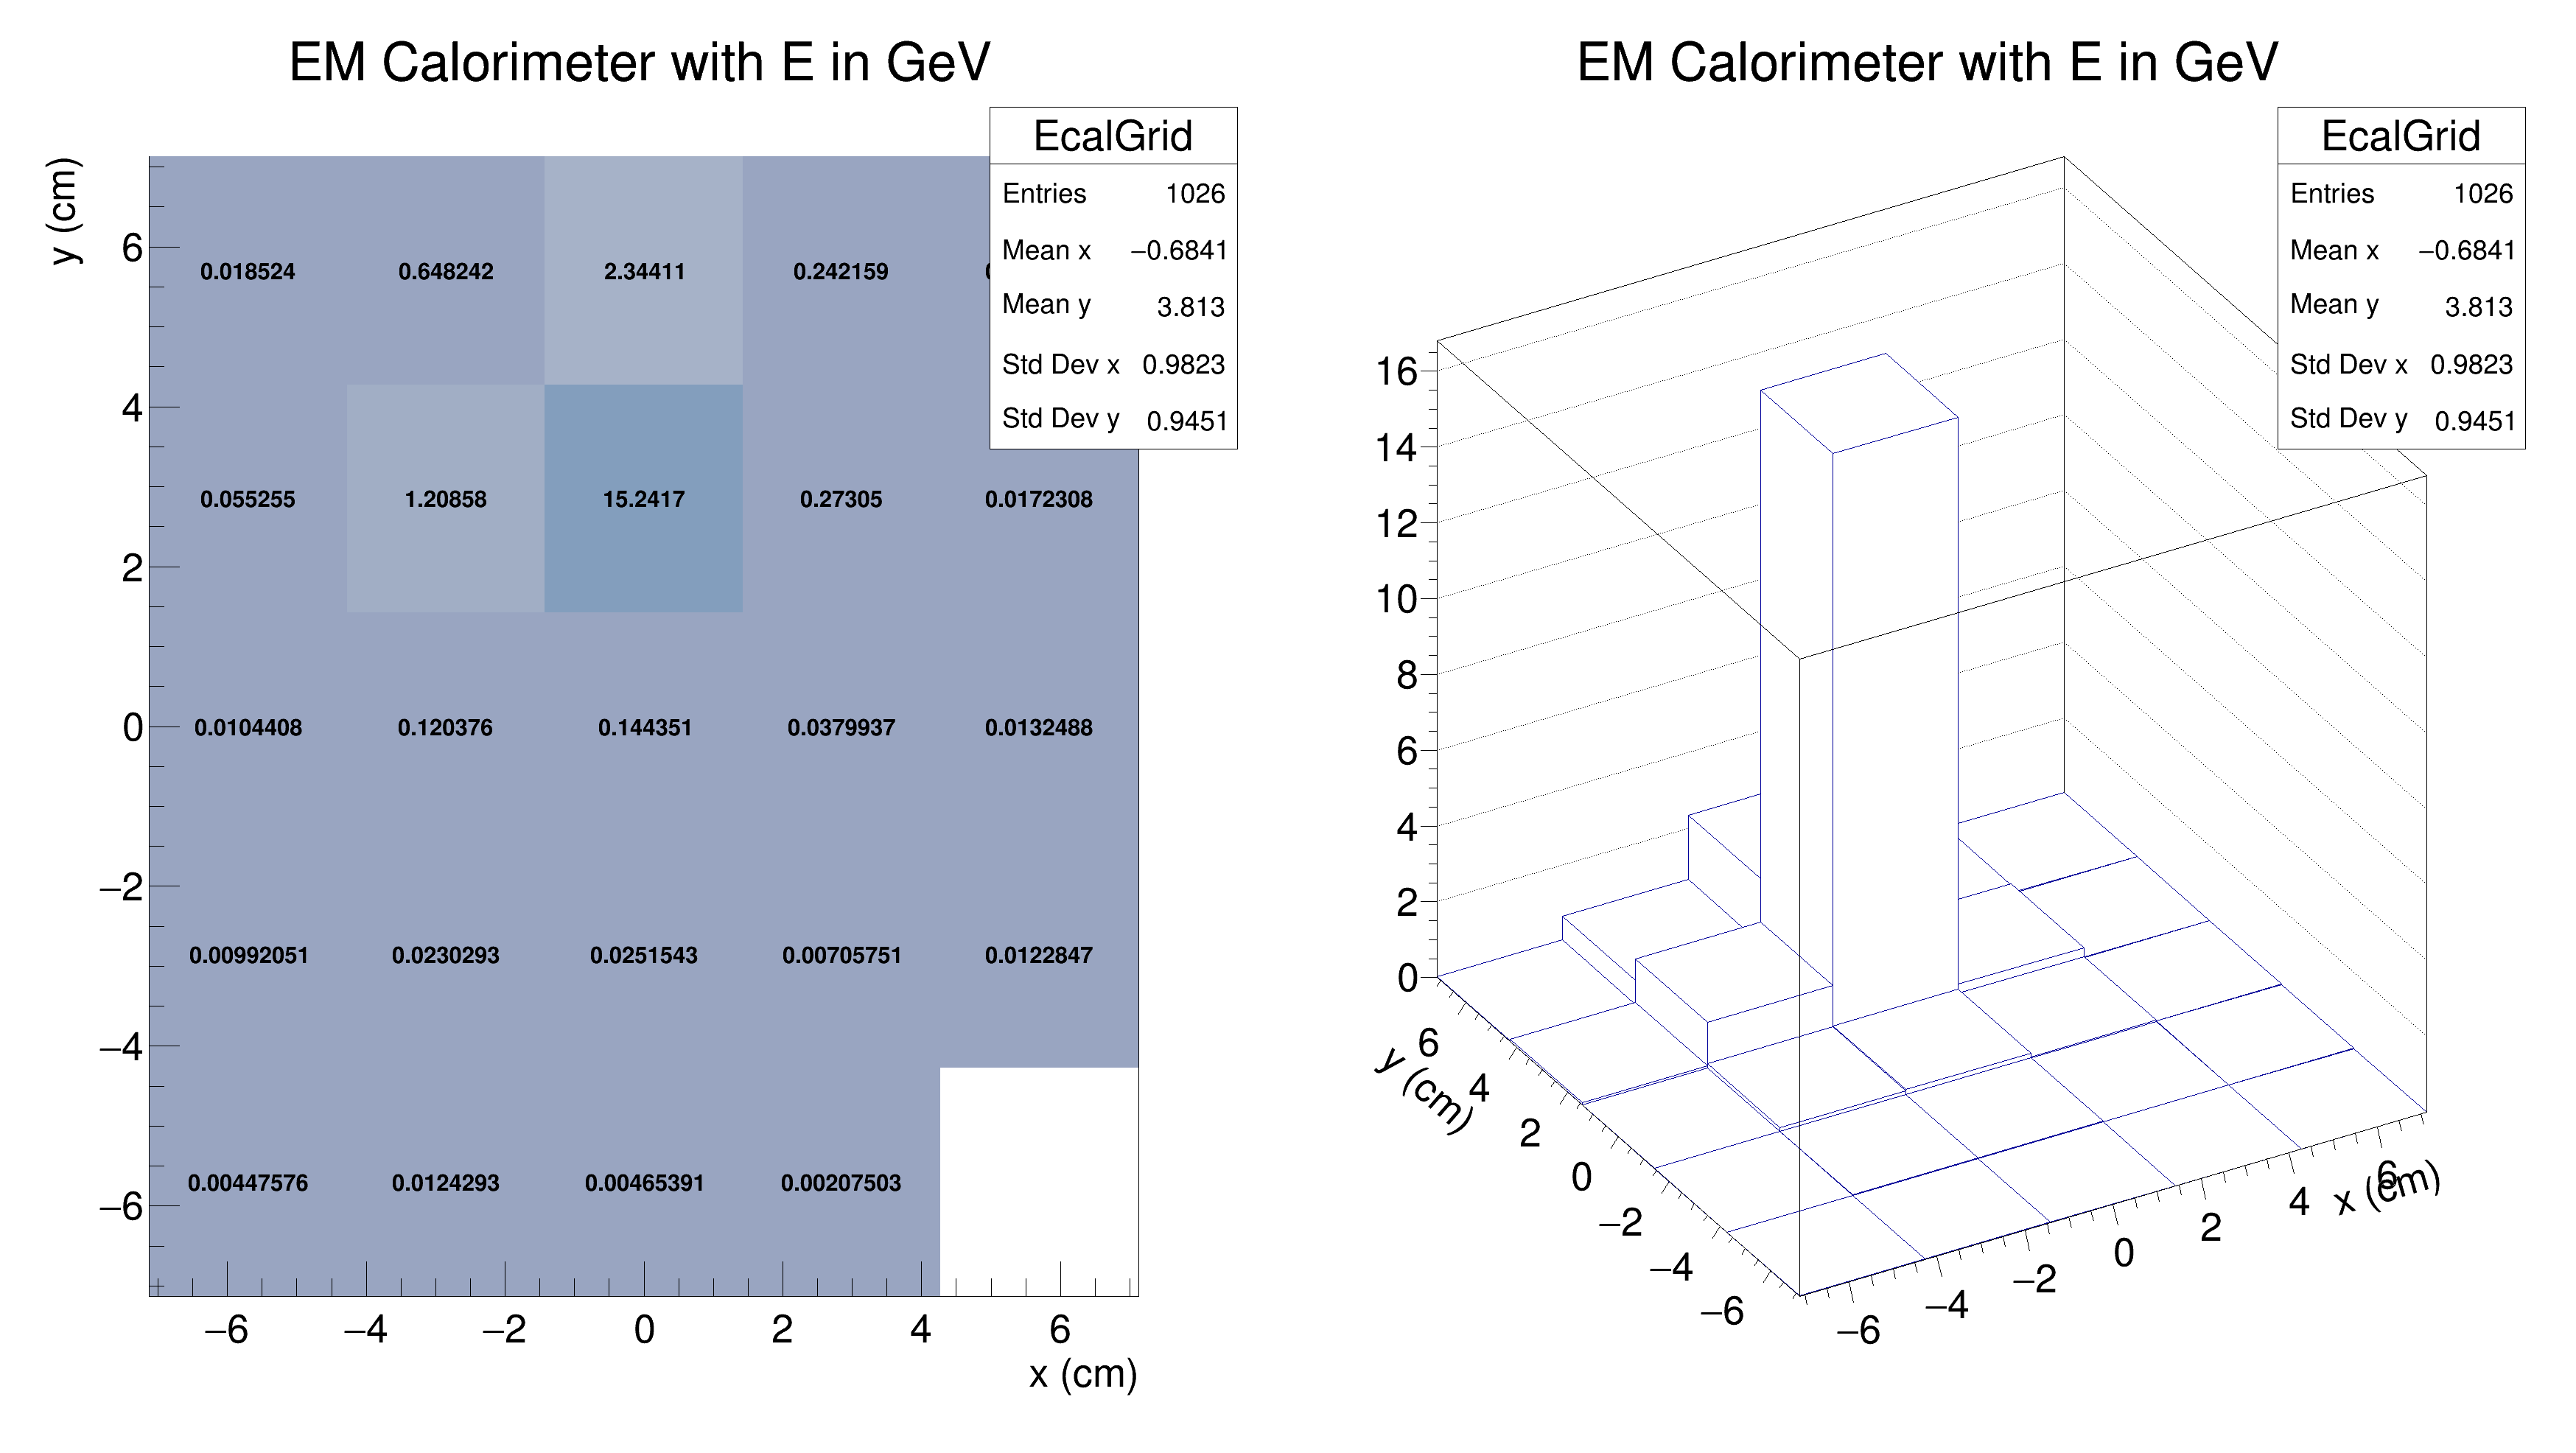 EM Calorimeter with E in GeV
EcalGrid
Entries 1026
Mean x −0.6841
Mean y 3.813
Std Dev x 0.9823
Std Dev y 0.9451
y (cm)
6
4
2
0
−2
−4
−6
0.018524 0.648242 2.34411 0.242159
0.055255 1.20858 15.2417 0.27305 0.0172308
0.0104408 0.120376 0.144351 0.0379937 0.0132488
0.00992051 0.0230293 0.0251543 0.00705751 0.0122847
0.00447576 0.0124293 0.00465391 0.00207503
−6 −4 −2 0 2 4 6
x (cm)
EM Calorimeter with E in GeV
EcalGrid
Entries 1026
Mean x −0.6841
Mean y 3.813
Std Dev x 0.9823
Std Dev y 0.9451
16
14
12
10
8
6
4
2
0
y (cm)
6
4
2
0
−2
−4
−6
−6 −4 −2 0 2 4 6
x (cm)